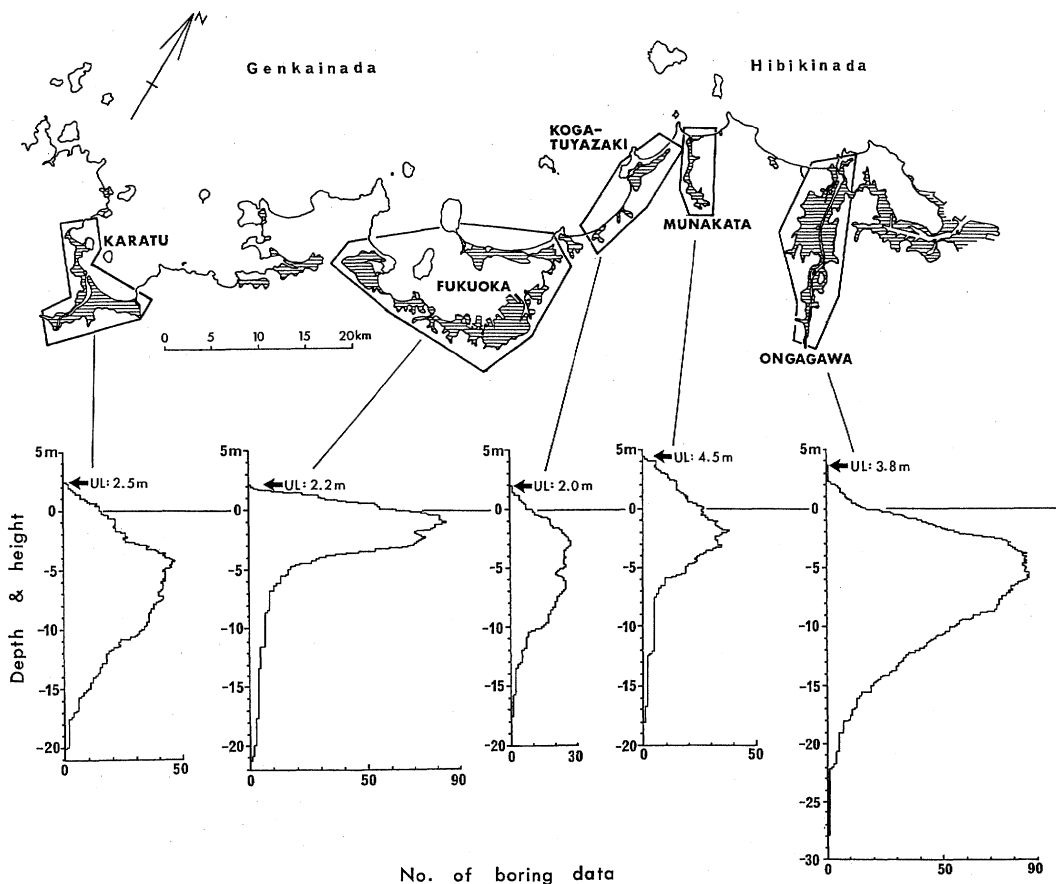 N
Genkainada
Hibikinada
KOGA-
TUYAZAKI
KARATU
MUNAKATA
FUKUOKA
0 5 10 15 20km
ONGAGAWA
5m
UL: 2.5m
0
-5
-10
-15
-20
0 50
UL: 2.2m
0
-5
-10
-15
-20
0 50 90
5m
UL: 2.0m
0
-5
-10
-15
-20
0 30
5m
UL: 4.5m
0
-5
-10
-15
-20
0 50
5m
UL: 3.8m
0
-5
-10
-15
-20
-25
-30
0 50 90
Depth & height
No. of boring data